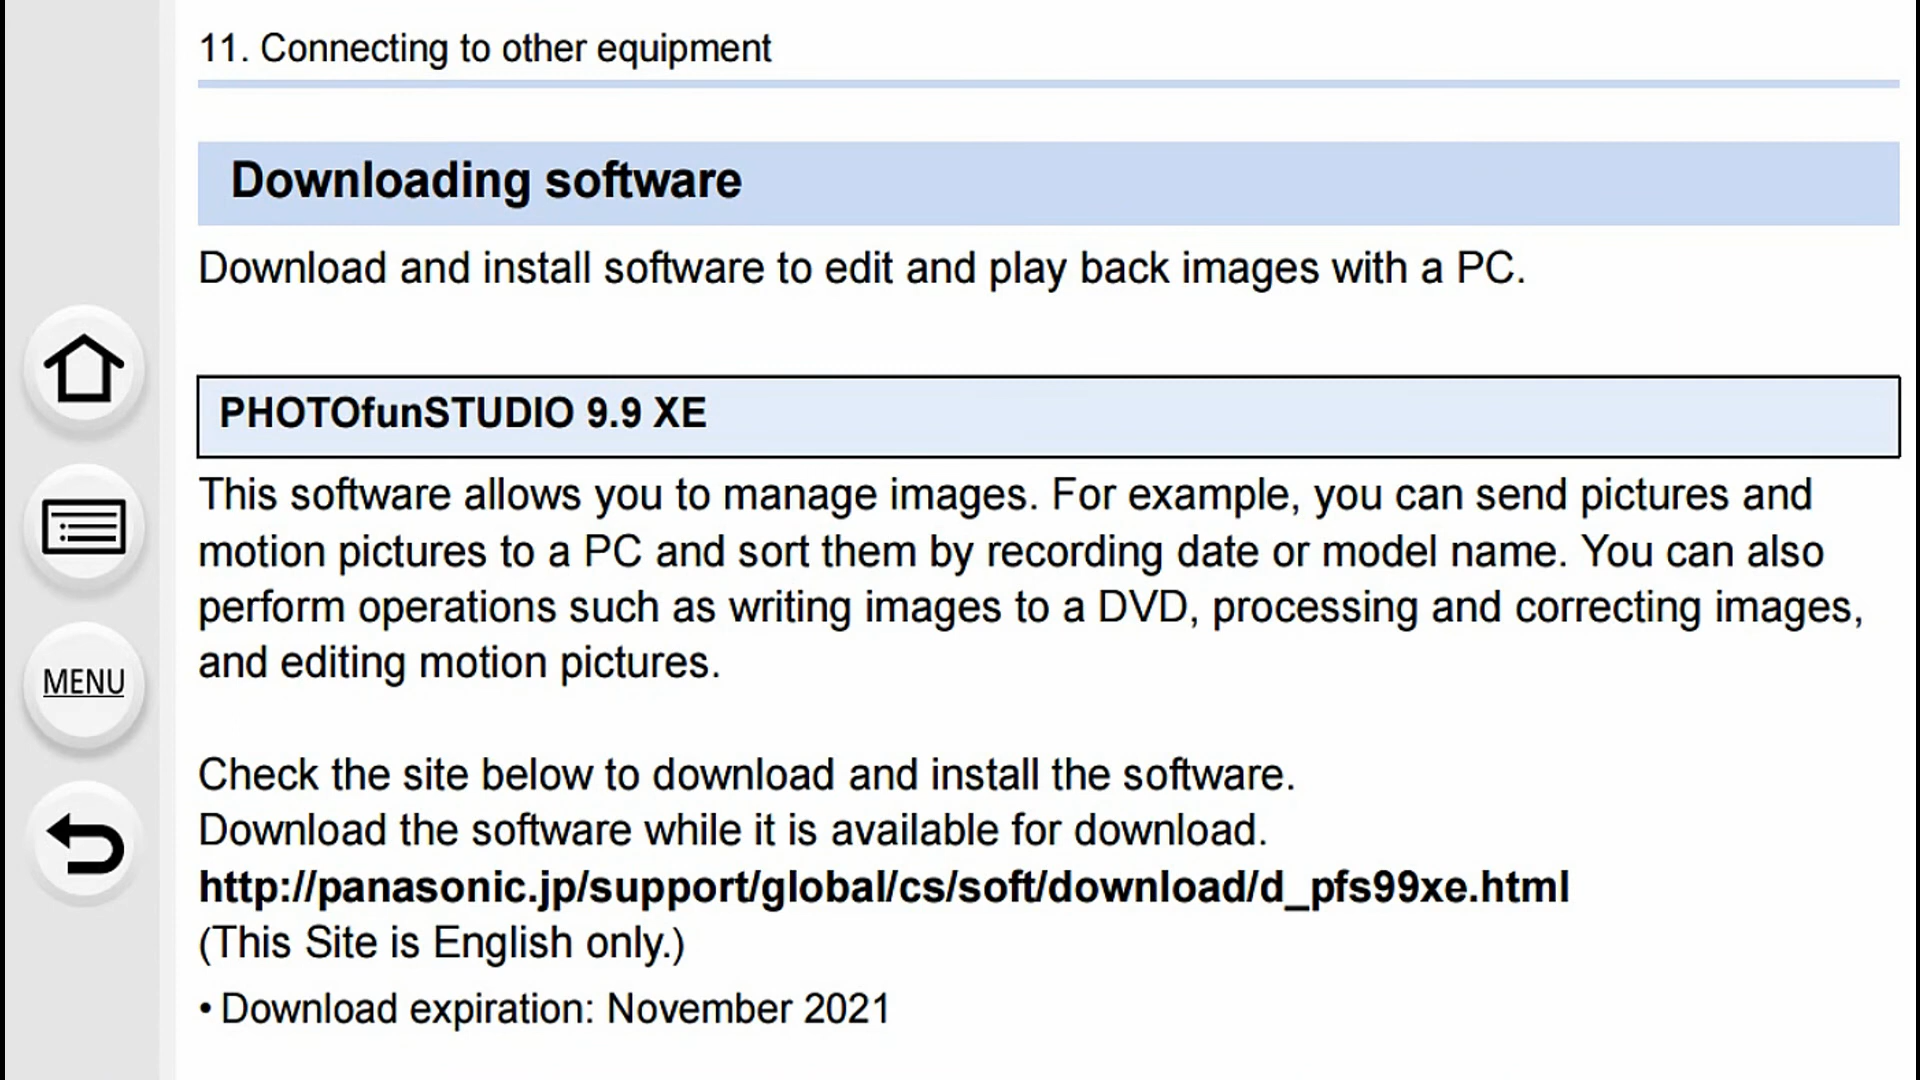 11. Connecting to other equipment
Downloading software
Download and install software to edit and play back images with a PC.
PHOTOfunSTUDIO 9.9 XE
This software allows you to manage images. For example, you can send pictures and
motion pictures to a PC and sort them by recording date or model name. You can also
perform operations such as writing images to a DVD, processing and correcting images,
and editing motion pictures.
MENU
Check the site below to download and install the software.
Download the software while it is available for download.
http://panasonic.jp/support/global/cs/soft/download/d_pfs99xe.html
(This Site is English only.)
• Download expiration: November 2021